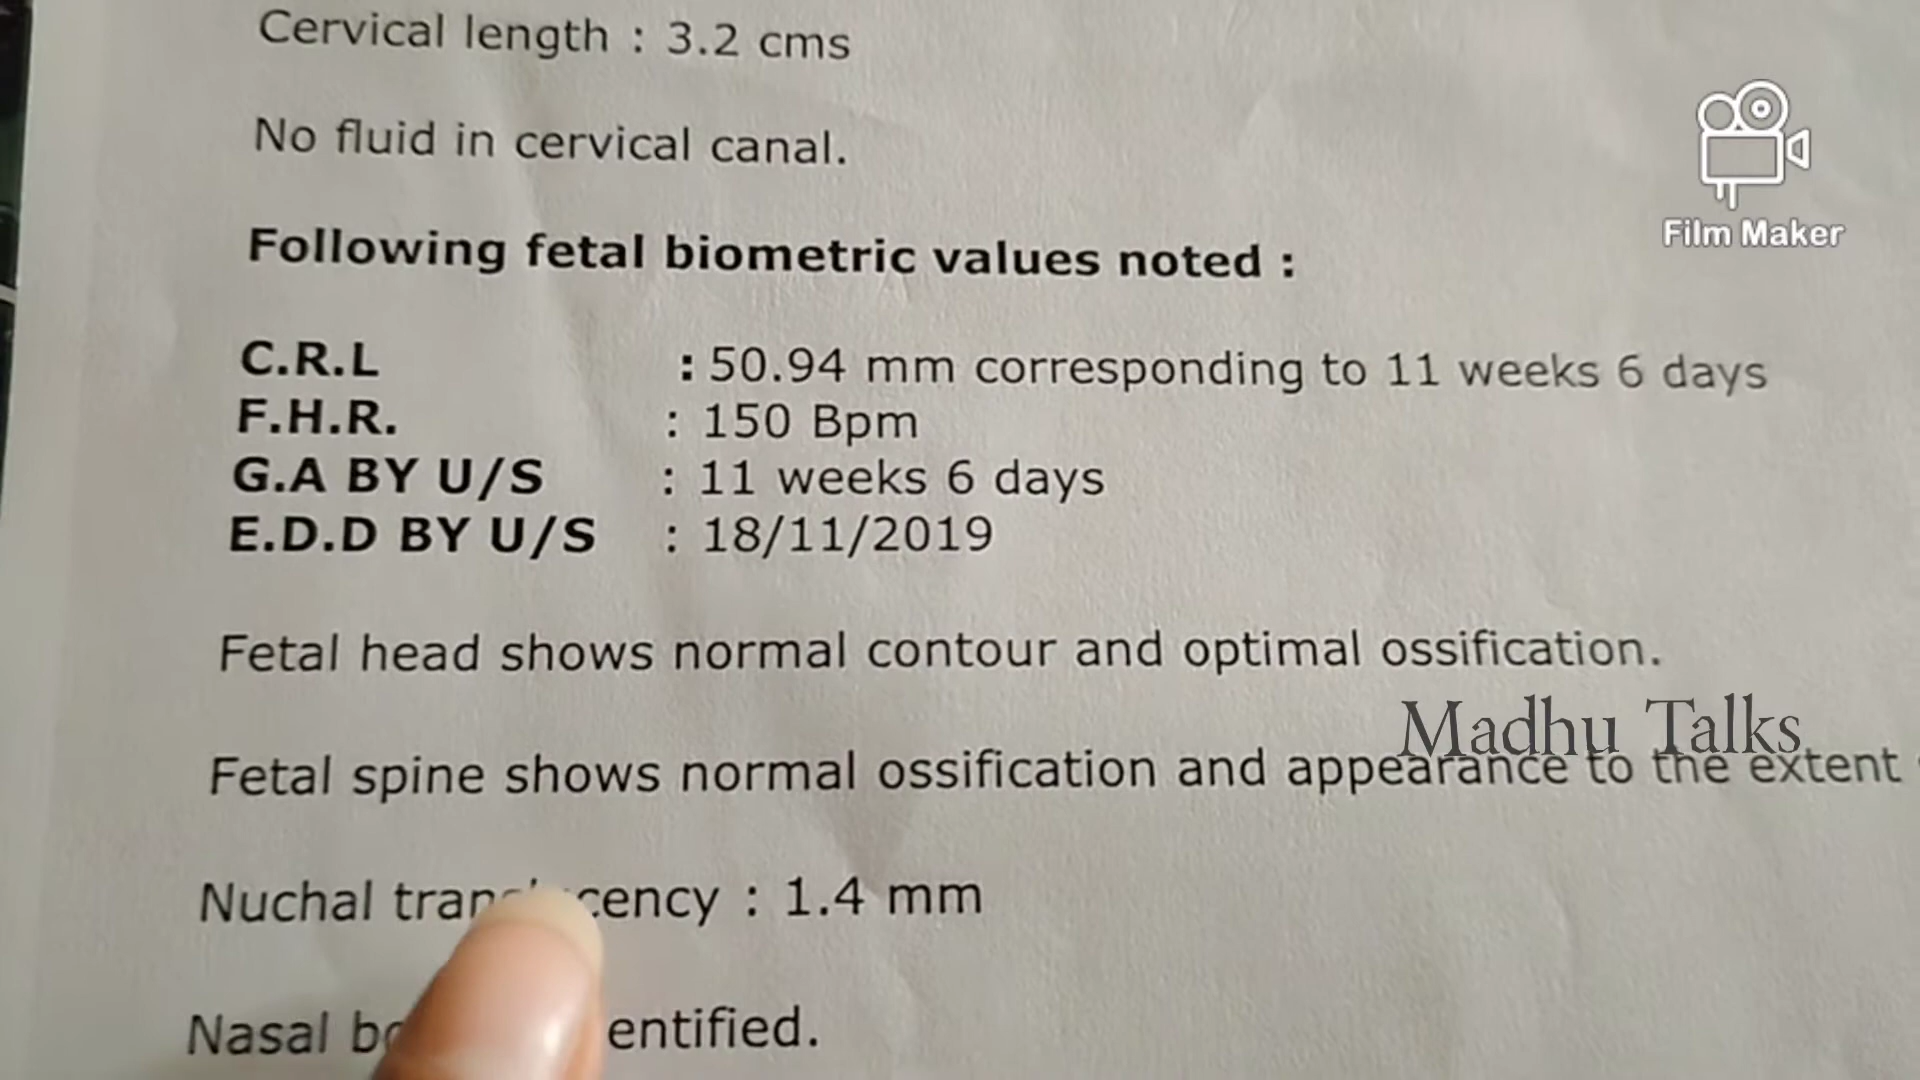 Cervical length : 3.2 cms
No fluid in cervical canal.
Film Maker
Following fetal biometric values noted :
C.R.L : 50.94 mm corresponding to 11 weeks 6 days
F.H.R. : 150 Bpm
G.A BY U/S : 11 weeks 6 days
E.D.D BY U/S : 18/11/2019
Fetal head shows normal contour and optimal ossification.
Madhu Talks
Fetal spine shows normal ossification and appearance to the extent
Nuchal : 1.4 mm
Nasal